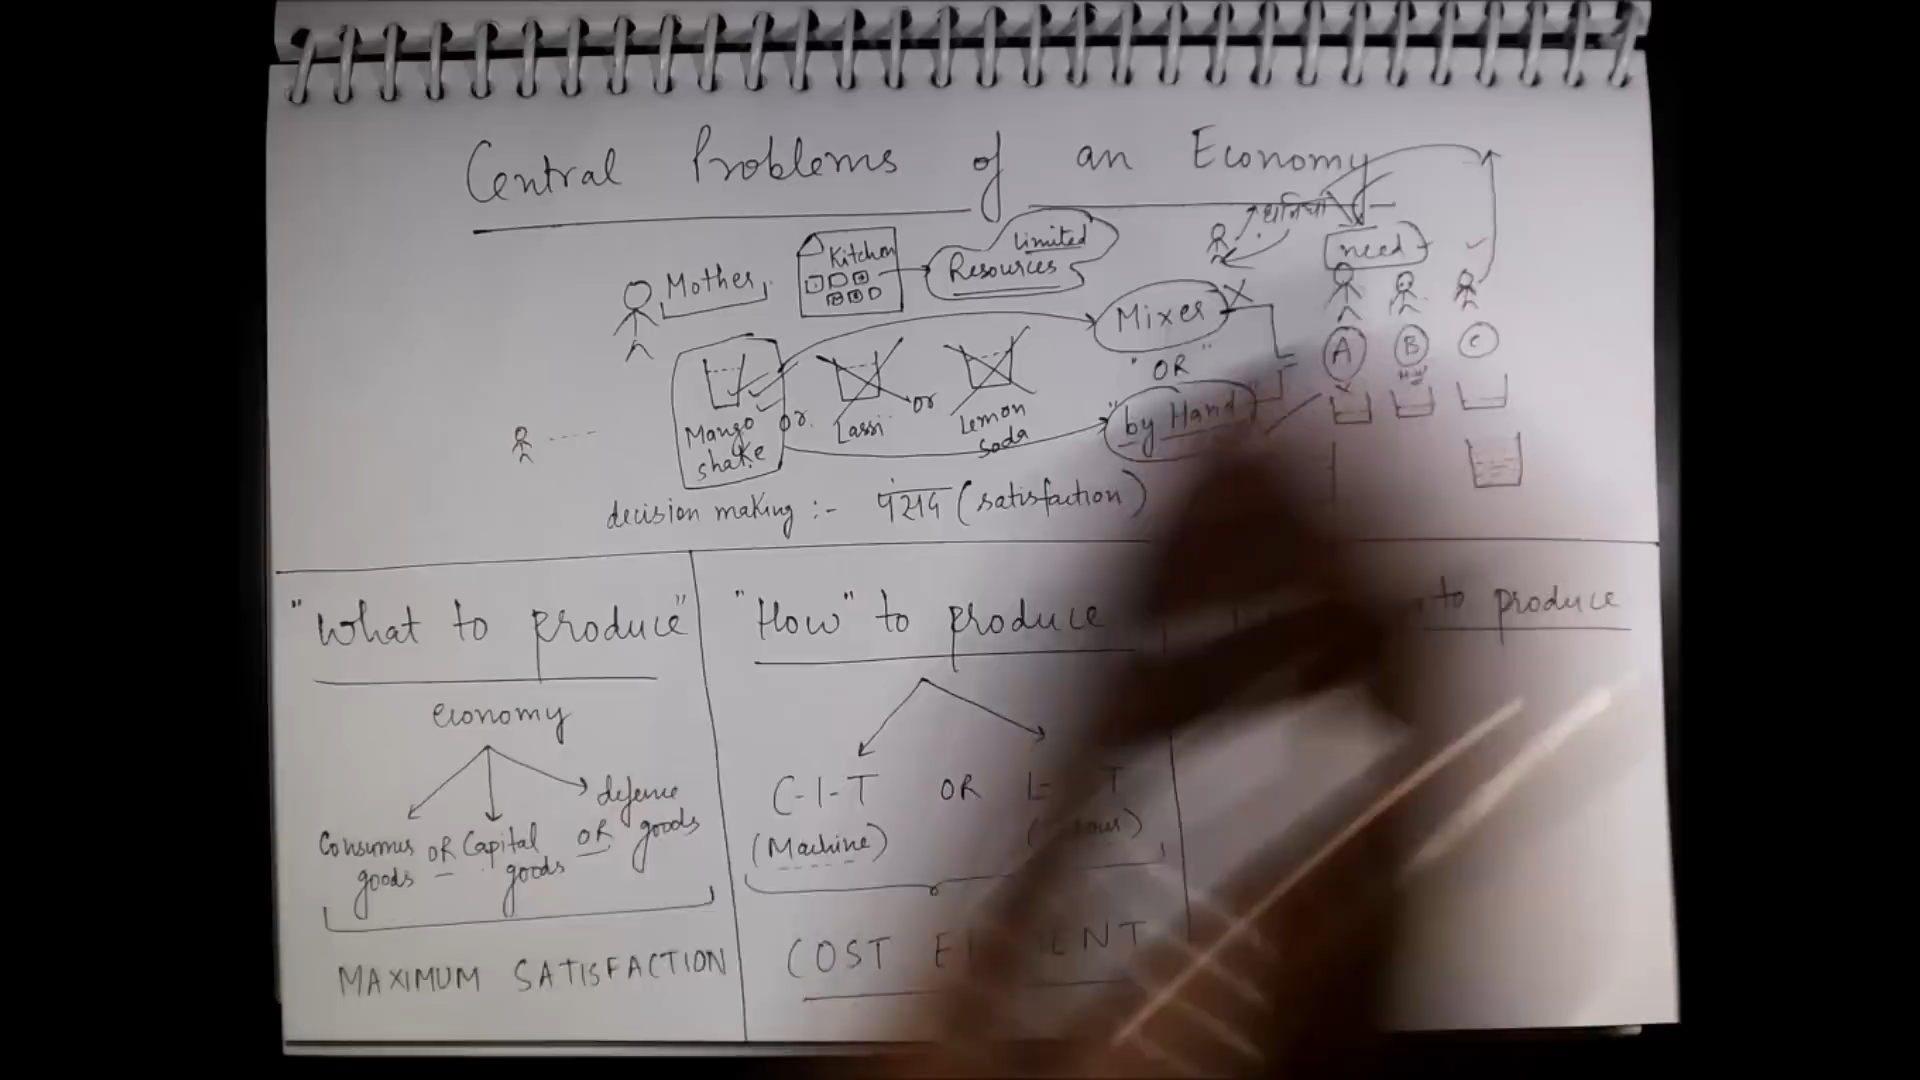 Central Problems of an Economy
Mother
Kitchen
Limited
Resources
need
Mixer
"OR"
"by Hand"
A
B
C
Mango
shake
or
Lassi
or
Lemon
soda
decision making :- (satisfaction)
"What to produce"
economy
Consumer
goods
OR
Capital
goods
OR
defence
goods
MAXIMUM SATISFACTION
"How" to produce
C-I-T OR
(Machine)
COST
to produce